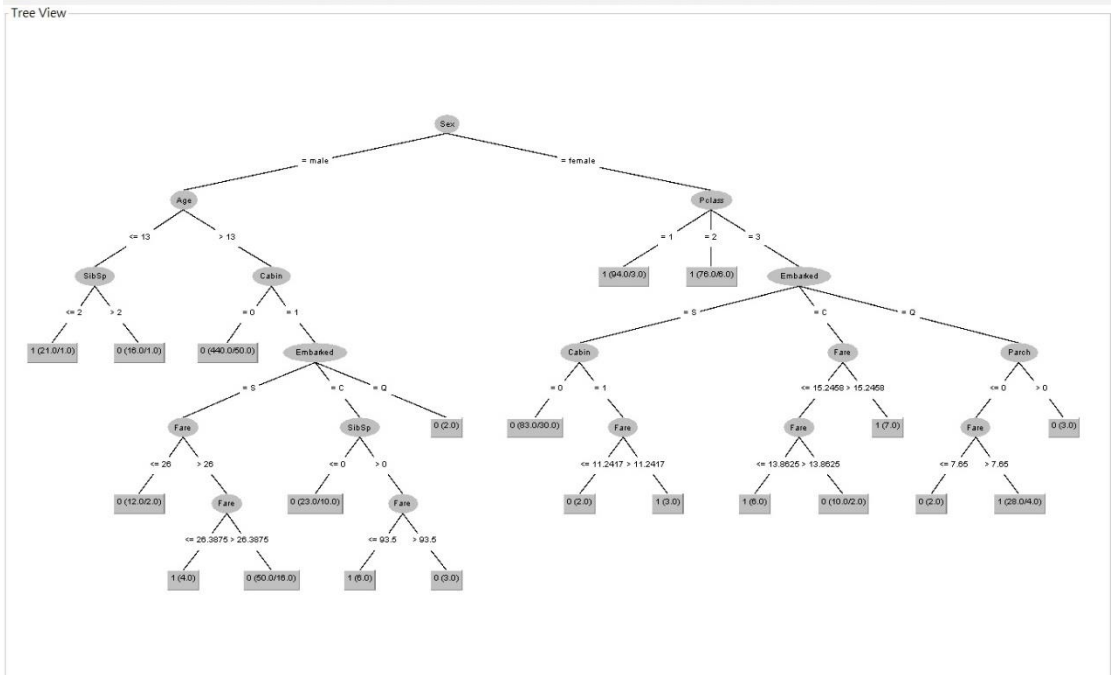 Tree View
Sex
= male = female
Age Pclass
<= 13 > 13 = 1 = 2 = 3
SibSp Cabin 1 (94.0/3.0) 1 (76.0/6.0) Embarked
<= 2 > 2 = 0 = 1 = S = C = Q
1 (21.0/1.0) 0 (16.0/1.0) 0 (440.0/50.0) Embarked Cabin Fare Parch
= S = C = Q = 0 = 1 <= 15.2458 > 15.2458 <= 0 > 0
Fare SibSp 0 (2.0) 0 (83.0/30.0) Fare Fare 1 (7.0) Fare 0 (3.0)
<= 26 > 26 <= 0 > 0 <= 11.2417 > 11.2417 <= 13.8625 > 13.8625 <= 7.65 > 7.65
0 (12.0/2.0) Fare 0 (23.0/10.0) Fare 0 (2.0) 1 (3.0) 1 (6.0) 0 (10.0/2.0) 0 (2.0) 1 (28.0/4.0)
<= 26.3875 > 26.3875 <= 93.5 > 93.5
1 (4.0) 0 (50.0/16.0) 1 (6.0) 0 (3.0)